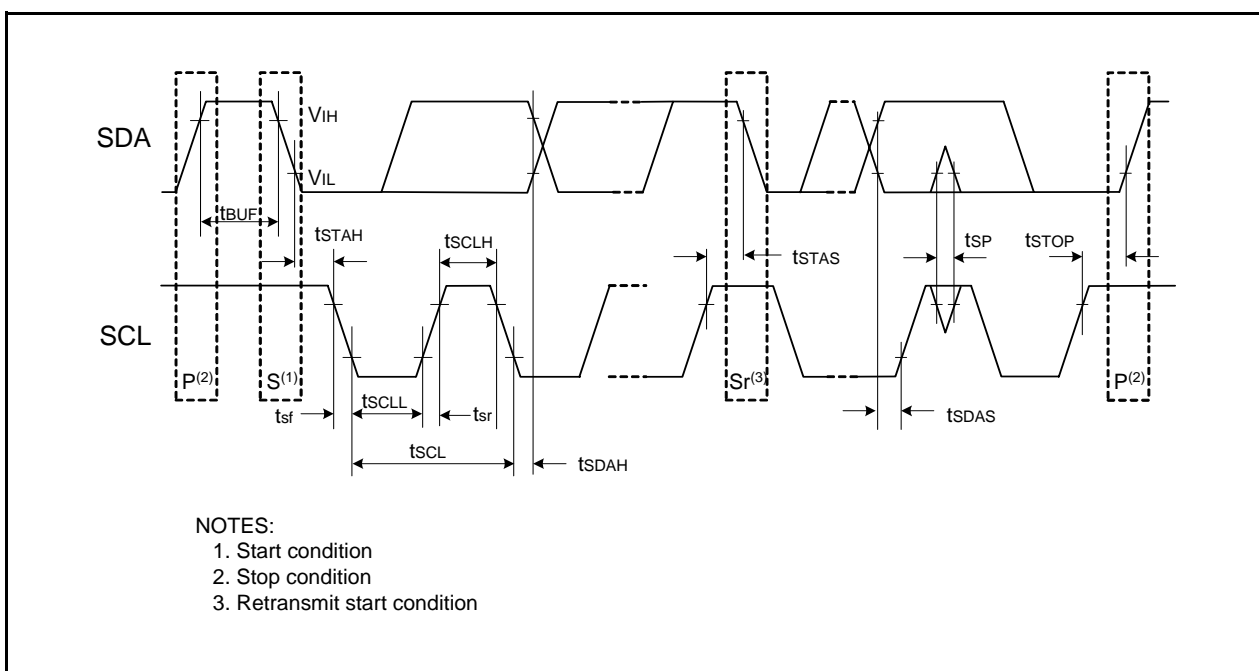 SDA
VIH
VIL
tBUF
tSTAH
tSCLH
tSTAS
tSP
tSTOP
SCL
P(2)
S(1)
Sr(3)
P(2)
tsf
tSCLL
tsr
tSDAS
tSCL
tSDAH
NOTES:
1. Start condition
2. Stop condition
3. Retransmit start condition